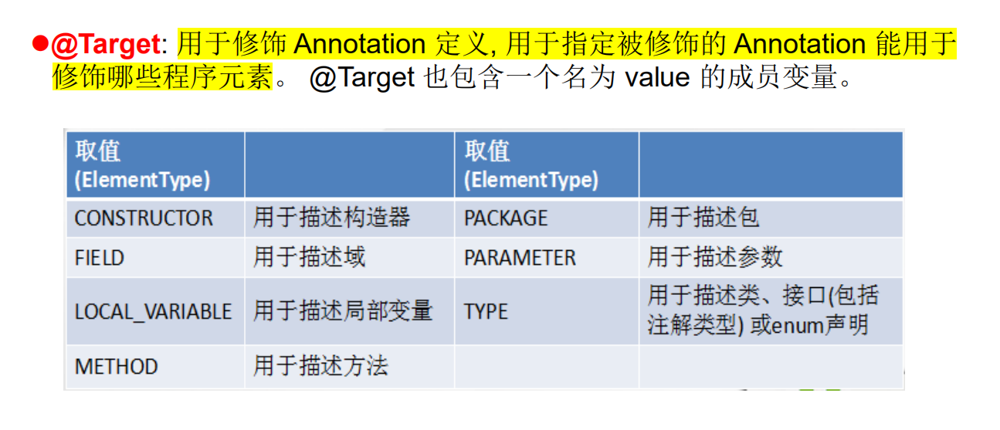 ●@Target: 用于修饰 Annotation 定义, 用于指定被修饰的 Annotation 能用于
修饰哪些程序元素。 @Target 也包含一个名为 value 的成员变量。
取值
(ElementType)
取值
(ElementType)
CONSTRUCTOR 用于描述构造器 PACKAGE 用于描述包
FIELD 用于描述域 PARAMETER 用于描述参数
LOCAL_VARIABLE 用于描述局部变量 TYPE 用于描述类、接口(包括
注解类型) 或enum声明
METHOD 用于描述方法